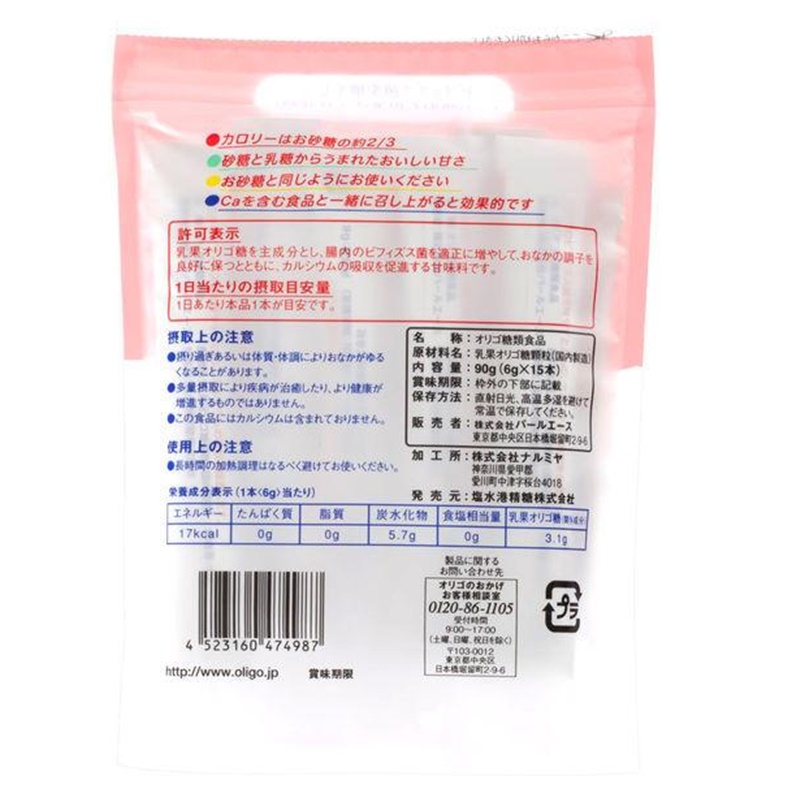 ●カロリーはお砂糖の約2/3
●砂糖と乳糖からうまれたおいしい甘さ
●お砂糖と同じようにお使いください
●Caを含む食品と一緒に召し上がると効果的です
許可表示
乳果オリゴ糖を主成分とし、腸内のビフィズス菌を適正に増やして、おなかの調子を
良好に保つとともに、カルシウムの吸収を促進する甘味料です。
1日当たりの摂取目安量
1日あたり本品1本が目安です。
摂取上の注意
●摂り過ぎあるいは体質・体調によりおなかがゆる
くなることがあります。
●多量摂取により疾病が治癒したり、より健康が
増進するものではありません。
●この食品にはカルシウムは含まれておりません。
使用上の注意
●長時間の加熱調理はなるべく避けてお使いください。
名称:オリゴ糖類食品
原材料名:乳果オリゴ糖顆粒(国内製造)
内容量:90g(6g×15本)
賞味期限:枠外の下部に記載
保存方法:直射日光、高温多湿を避けて
常温で保存してください。
販売者:株式会社パールエース
東京都中央区日本橋堀留町2-9-6
加工所:株式会社ナルミヤ
神奈川県愛甲郡
愛川町中津字桜台4018
発売元:塩水港精糖株式会社
栄養成分表示(1本<6g>当たり)
エネルギー たんぱく質 脂質 炭水化物 食塩相当量 乳果オリゴ糖(関与成分)
17kcal 0g 0g 5.7g 0g 3.1g
製品に関する
お問い合わせ先
オリゴのおかげ
お客様相談室
0120-86-1105
受付時間
9:00〜17:00
(土曜、日曜、祝日を除く)
〒103-0012
東京都中央区
日本橋堀留町2-9-6
プラ
4 523160 474987
http://www.oligo.jp 賞味期限